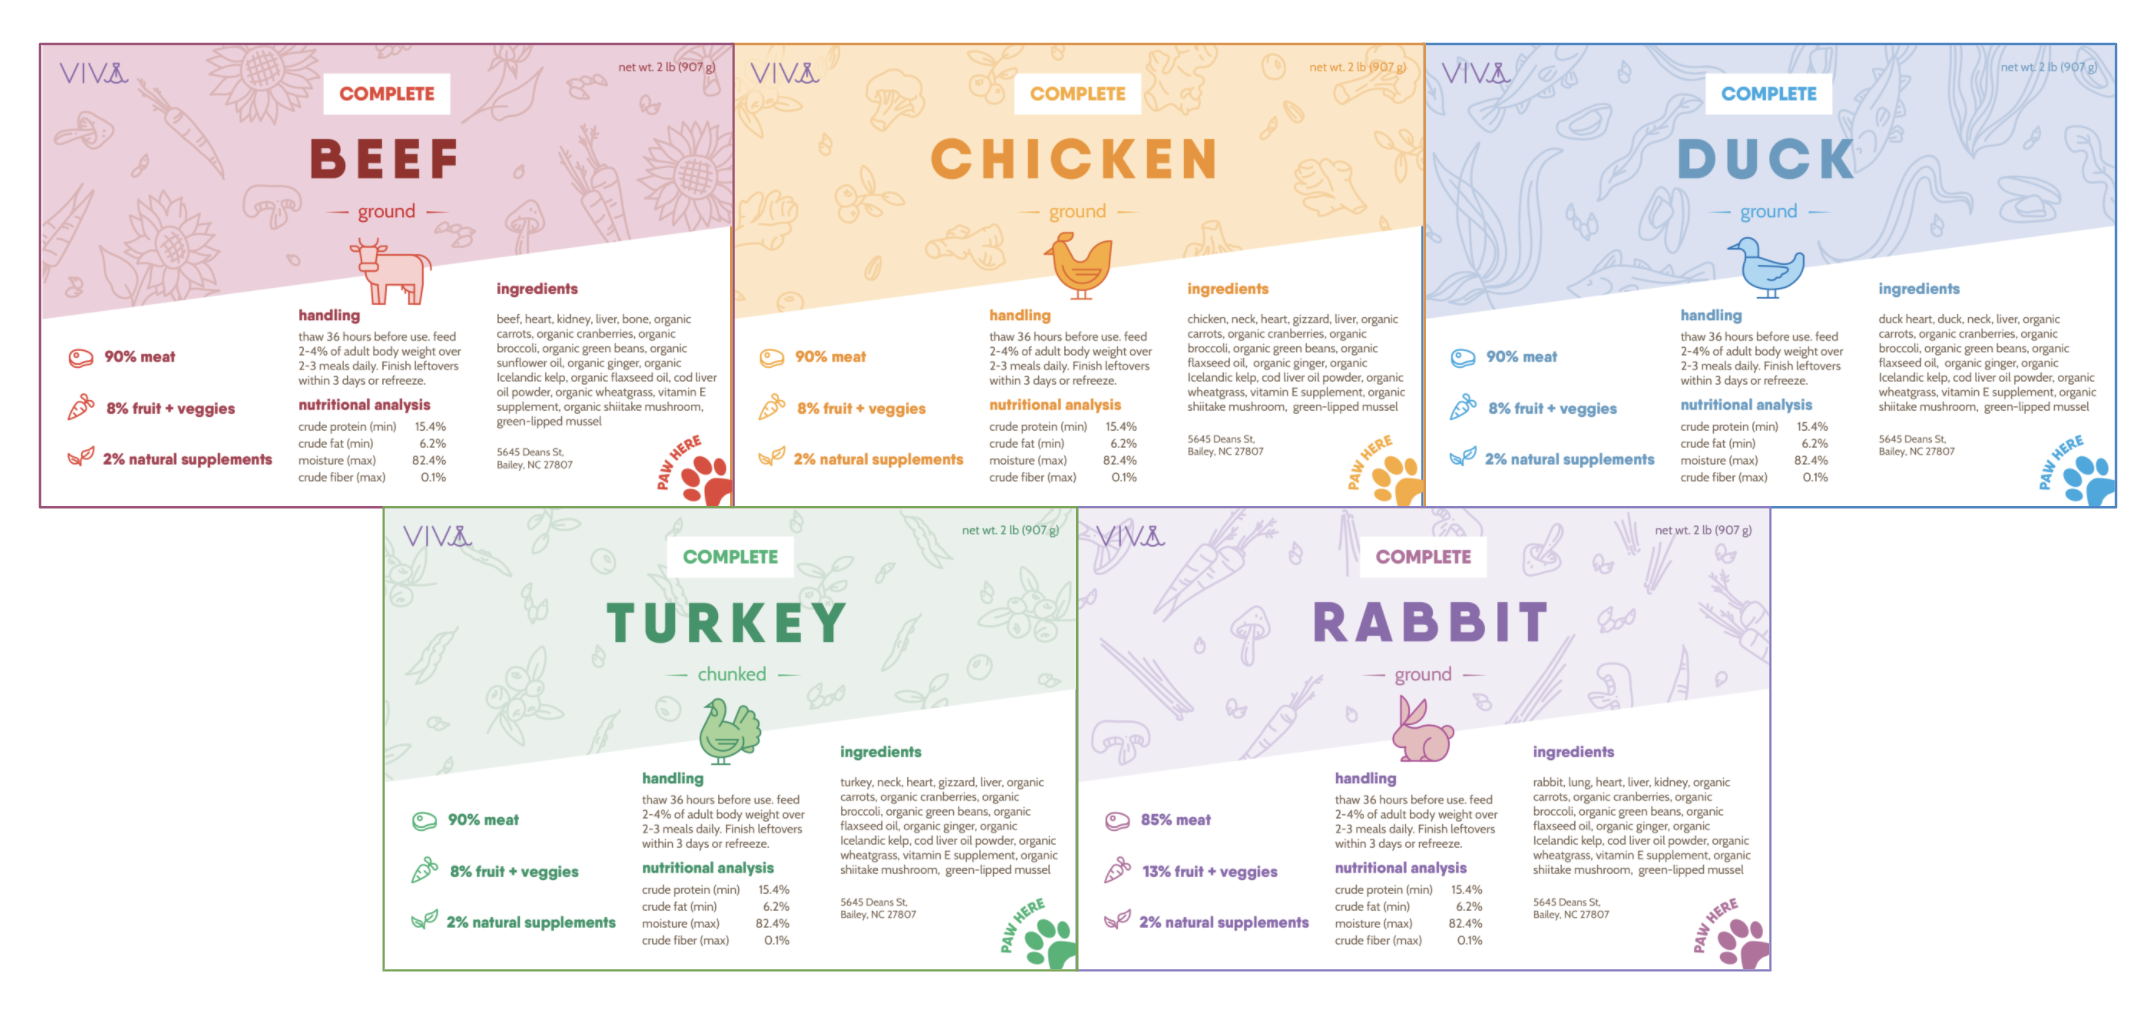 VIVA
net wt. 2 lb (907 g)
COMPLETE
BEEF
ground
90% meat
8% fruit + veggies
2% natural supplements
handling
thaw 36 hours before use. feed
2-4% of adult body weight over
2-3 meals daily. Finish leftovers
within 3 days or refreeze.
nutritional analysis
crude protein (min) 15.4%
crude fat (min) 6.2%
moisture (max) 82.4%
crude fiber (max) 0.1%
ingredients
beef, heart, kidney, liver, bone, organic
carrots, organic cranberries, organic
broccoli, organic green beans, organic
sunflower oil, organic ginger, organic
Icelandic kelp, organic flaxseed oil, cod liver
oil powder, organic wheatgrass, vitamin E
supplement, organic shiitake mushroom,
green-lipped mussel
5645 Deans St,
Bailey, NC 27807
PAW HERE
VIVA
net wt. 2 lb (907 g)
COMPLETE
CHICKEN
ground
90% meat
8% fruit + veggies
2% natural supplements
handling
thaw 36 hours before use. feed
2-4% of adult body weight over
2-3 meals daily. Finish leftovers
within 3 days or refreeze.
nutritional analysis
crude protein (min) 15.4%
crude fat (min) 6.2%
moisture (max) 82.4%
crude fiber (max) 0.1%
ingredients
chicken, neck, heart, gizzard, liver, organic
carrots, organic cranberries, organic
broccoli, organic green beans, organic
flaxseed oil, organic ginger, organic
Icelandic kelp, cod liver oil powder, organic
wheatgrass, vitamin E supplement, organic
shiitake mushroom, green-lipped mussel
5645 Deans St,
Bailey, NC 27807
PAW HERE
VIVA
net wt. 2 lb (907 g)
COMPLETE
DUCK
ground
90% meat
8% fruit + veggies
2% natural supplements
handling
thaw 36 hours before use. feed
2-4% of adult body weight over
2-3 meals daily. Finish leftovers
within 3 days or refreeze.
nutritional analysis
crude protein (min) 15.4%
crude fat (min) 6.2%
moisture (max) 82.4%
crude fiber (max) 0.1%
ingredients
duck heart, duck, neck, liver, organic
carrots, organic cranberries, organic
broccoli, organic green beans, organic
flaxseed oil, organic ginger, organic
Icelandic kelp, cod liver oil powder, organic
wheatgrass, vitamin E supplement, organic
shiitake mushroom, green-lipped mussel
5645 Deans St,
Bailey, NC 27807
PAW HERE
VIVA
net wt. 2 lb (907 g)
COMPLETE
TURKEY
chunked
90% meat
8% fruit + veggies
2% natural supplements
handling
thaw 36 hours before use. feed
2-4% of adult body weight over
2-3 meals daily. Finish leftovers
within 3 days or refreeze.
nutritional analysis
crude protein (min) 15.4%
crude fat (min) 6.2%
moisture (max) 82.4%
crude fiber (max) 0.1%
ingredients
turkey, neck, heart, gizzard, liver, organic
carrots, organic cranberries, organic
broccoli, organic green beans, organic
flaxseed oil, organic ginger, organic
Icelandic kelp, cod liver oil powder, organic
wheatgrass, vitamin E supplement, organic
shiitake mushroom, green-lipped mussel
5645 Deans St,
Bailey, NC 27807
PAW HERE
VIVA
net wt. 2 lb (907 g)
COMPLETE
RABBIT
ground
85% meat
13% fruit + veggies
2% natural supplements
handling
thaw 36 hours before use. feed
2-4% of adult body weight over
2-3 meals daily. Finish leftovers
within 3 days or refreeze.
nutritional analysis
crude protein (min) 15.4%
crude fat (min) 6.2%
moisture (max) 82.4%
crude fiber (max) 0.1%
ingredients
rabbit, lung, heart, liver, kidney, organic
carrots, organic cranberries, organic
broccoli, organic green beans, organic
flaxseed oil, organic ginger, organic
Icelandic kelp, cod liver oil powder, organic
wheatgrass, vitamin E supplement, organic
shiitake mushroom, green-lipped mussel
5645 Deans St,
Bailey, NC 27807
PAW HERE